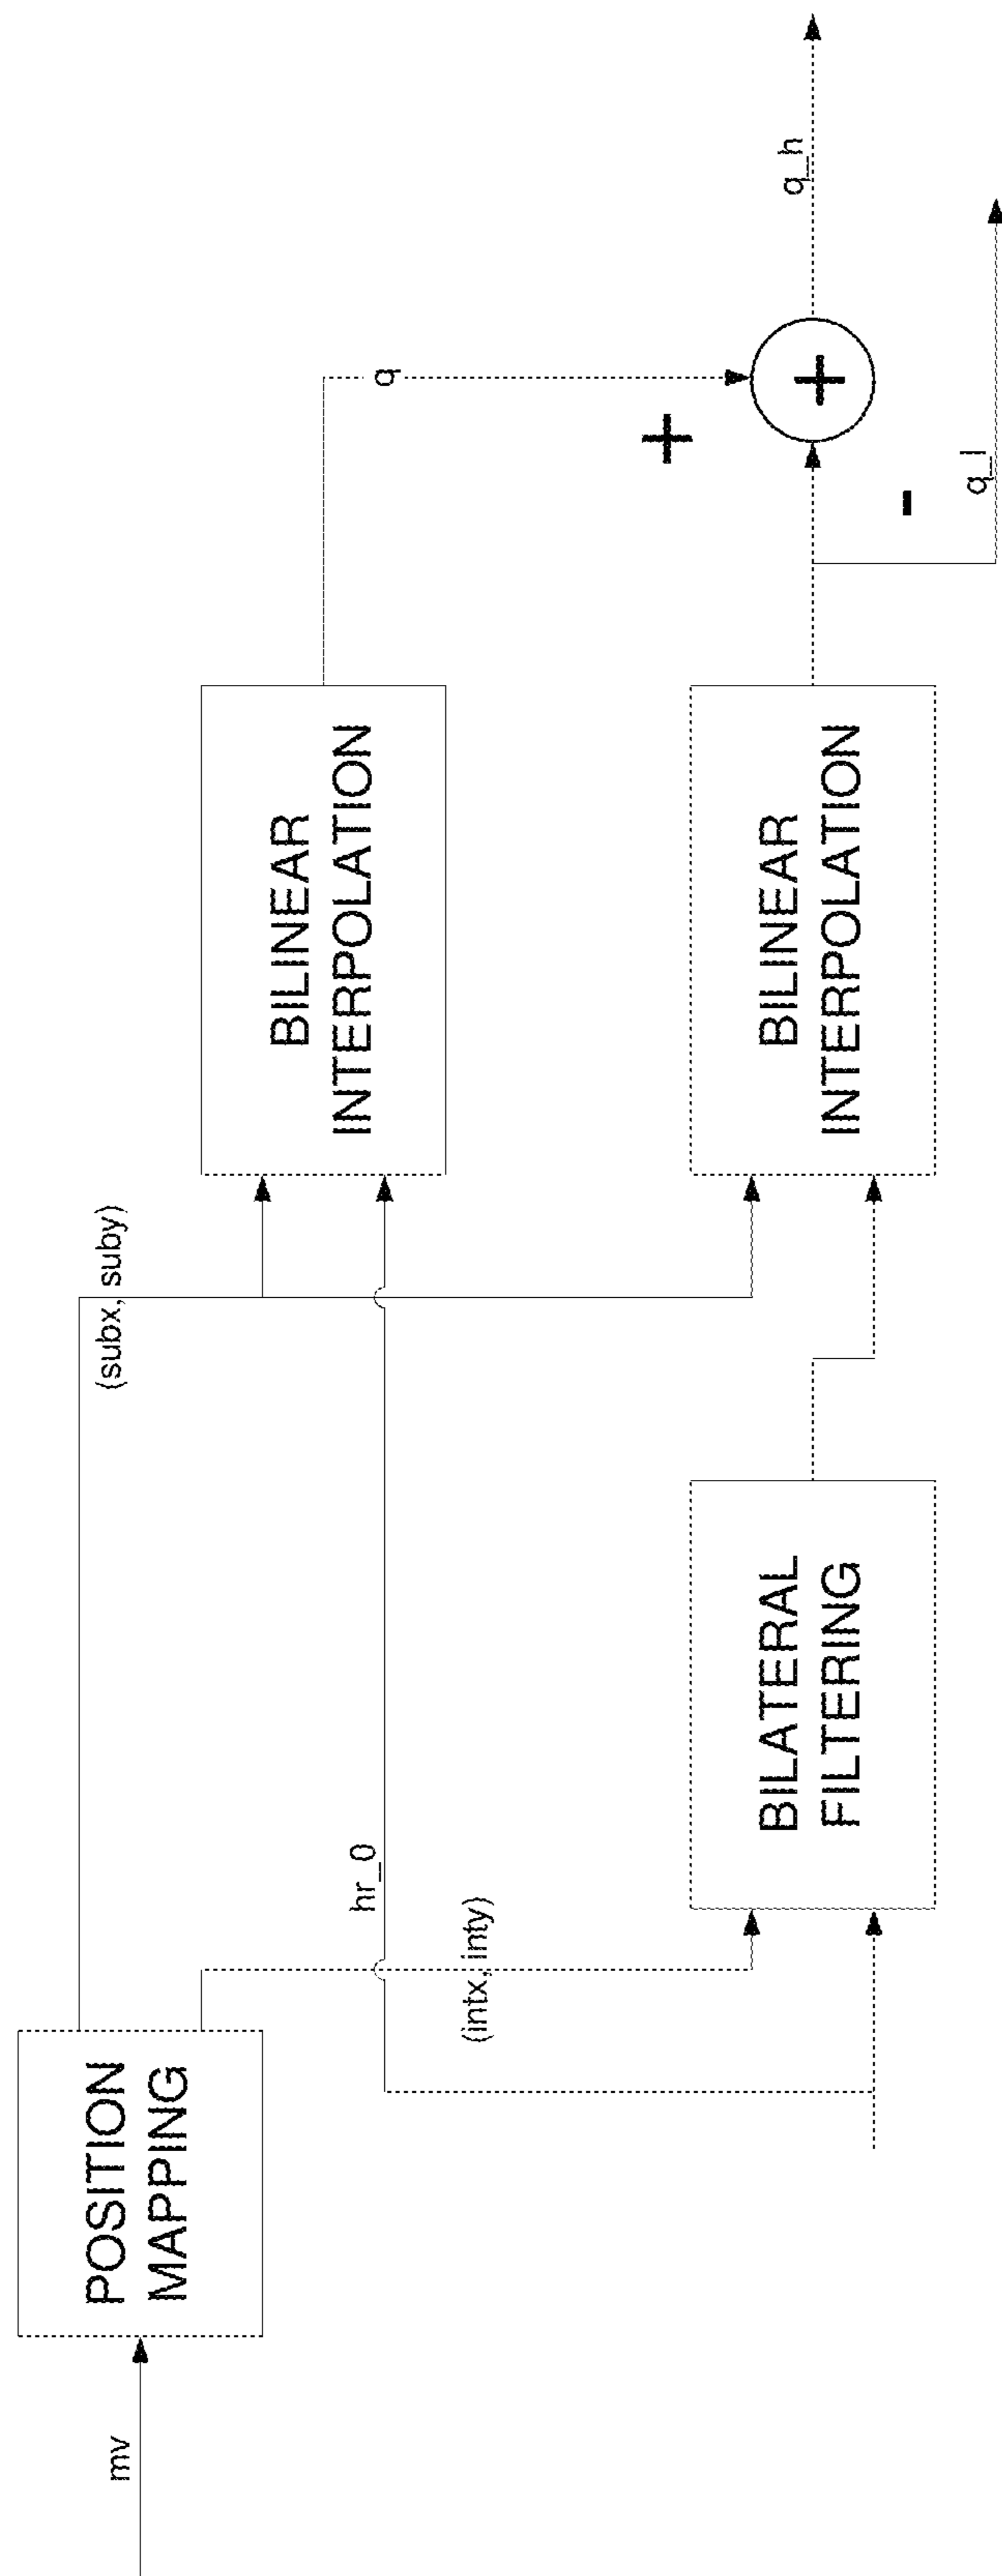 mv
POSITION
MAPPING
(subx, suby)
hr_0
(intx, inty)
BILATERAL
FILTERING
BILINEAR
INTERPOLATION
BILINEAR
INTERPOLATION
q
+
+
-
q_l
q_h